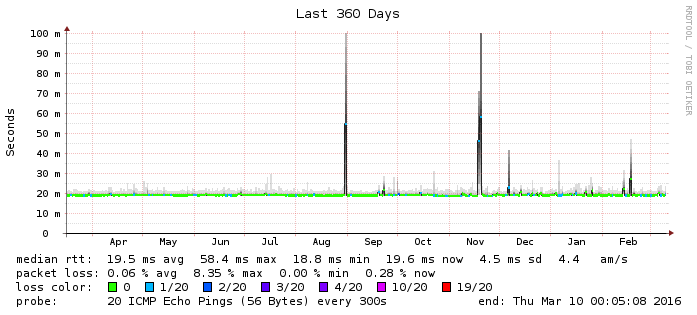 Last 360 Days
RRDTOOL / TOBI OETIKER
Seconds
100 m
90 m
80 m
70 m
60 m
50 m
40 m
30 m
20 m
10 m
0
Apr May Jun Jul Aug Sep Oct Nov Dec Jan Feb
median rtt: 19.5 ms avg 58.4 ms max 18.8 ms min 19.6 ms now 4.5 ms sd 4.4 am/s
packet loss: 0.06 % avg 8.35 % max 0.00 % min 0.28 % now
loss color: 0 1/20 2/20 3/20 4/20 10/20 19/20
probe: 20 ICMP Echo Pings (56 Bytes) every 300s end: Thu Mar 10 00:05:08 2016